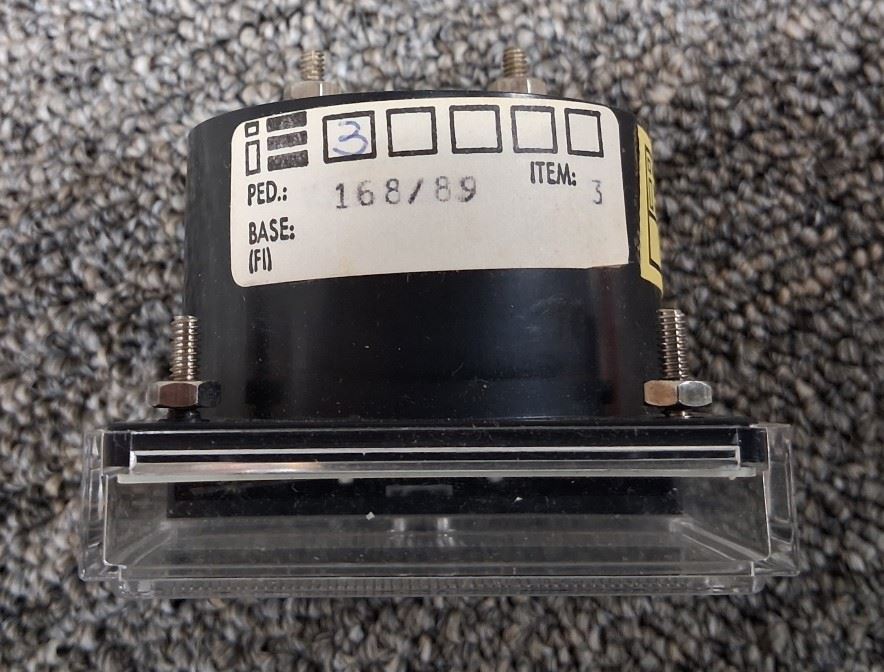 3
PED.: 168/89 ITEM: 3
BASE:
(FI)